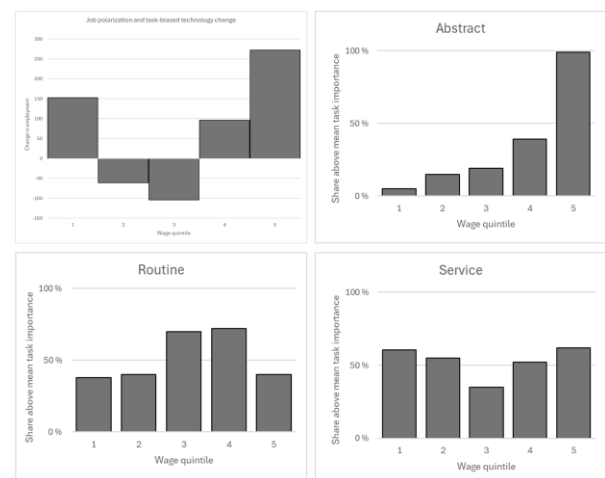 Job polarization and task-biased technology change
Change in employment
300
250
200
150
100
50
0
-50
-100
-150
1 2 3 4 5
Wage quintile
Abstract
Share above mean task importance
100 %
50 %
0 %
1 2 3 4 5
Wage quintile
Routine
Share above mean task importance
100 %
50 %
0 %
1 2 3 4 5
Wage quintile
Service
Share above mean task importance
100 %
50 %
0 %
1 2 3 4 5
Wage quintile